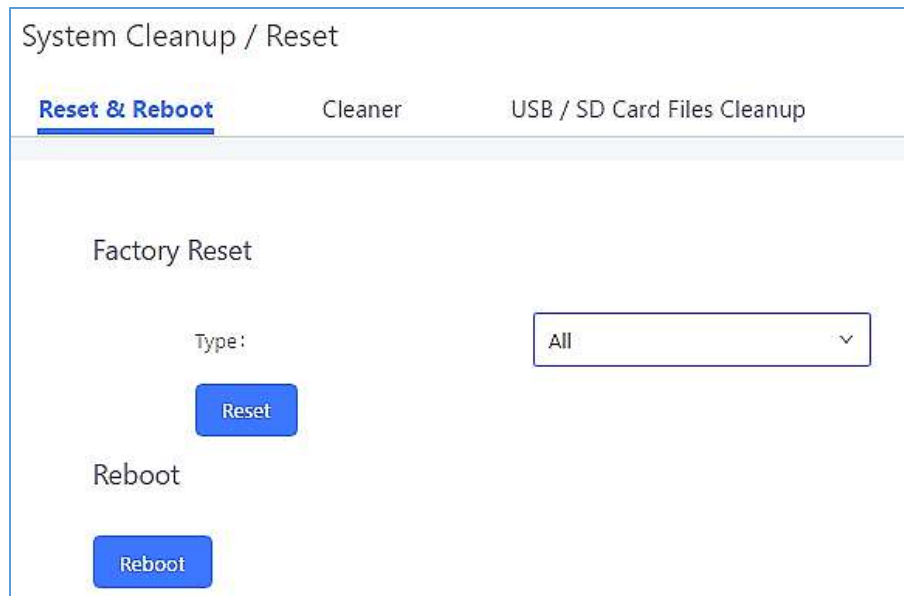 System Cleanup / Reset
Reset & Reboot Cleaner USB / SD Card Files Cleanup
Factory Reset
Type: All
Reset
Reboot
Reboot